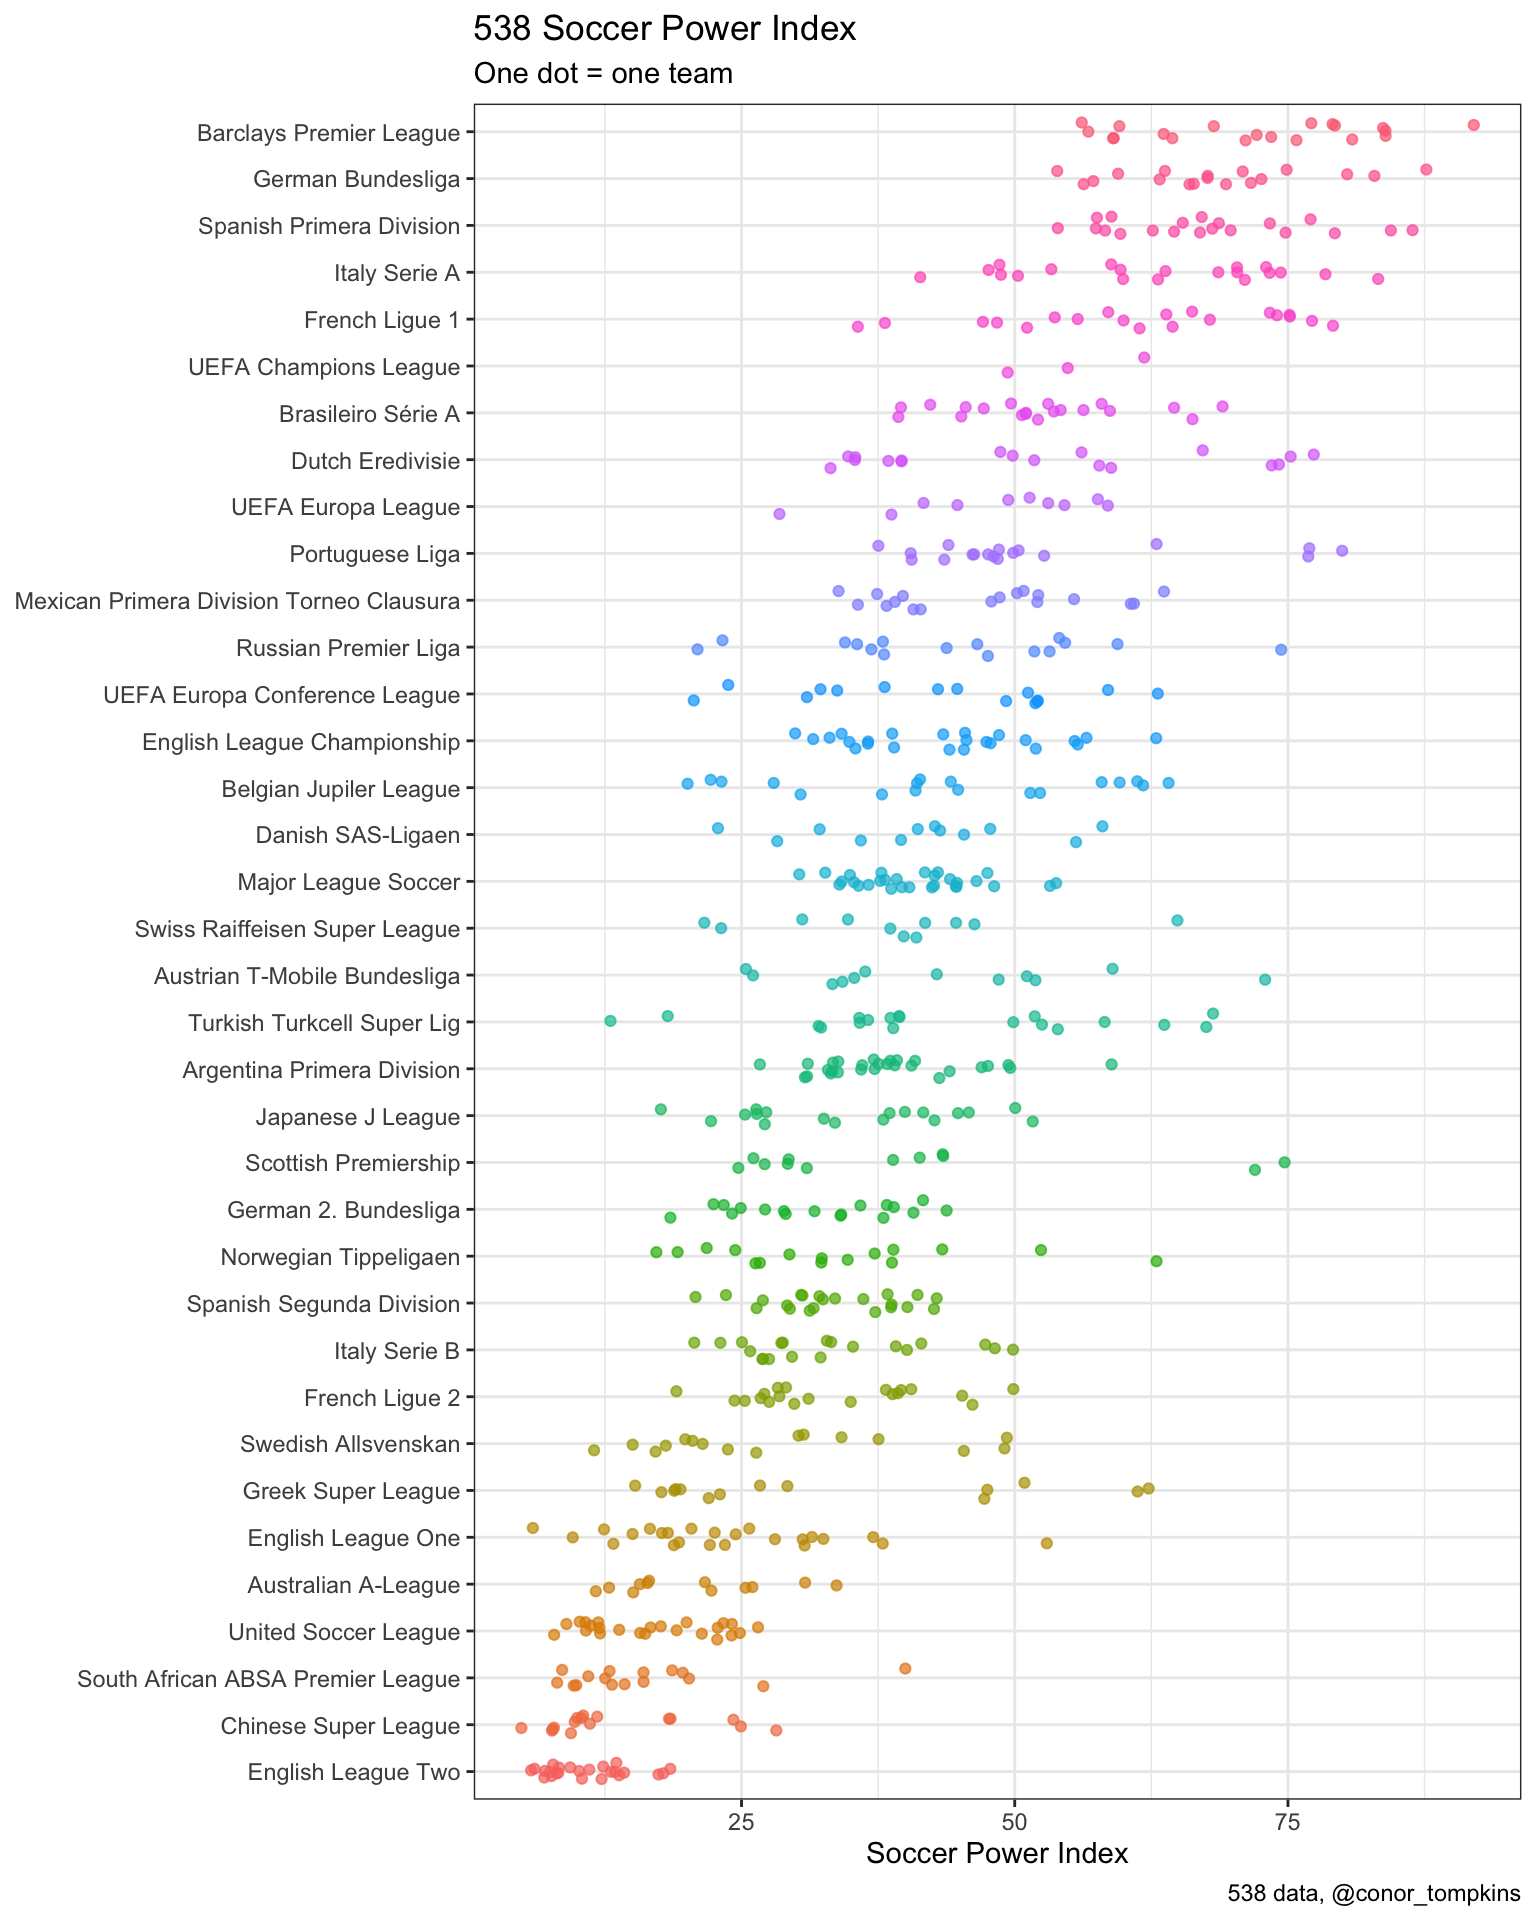 538 Soccer Power Index
One dot = one team
Barclays Premier League
German Bundesliga
Spanish Primera Division
Italy Serie A
French Ligue 1
UEFA Champions League
Brasileiro Série A
Dutch Eredivisie
UEFA Europa League
Portuguese Liga
Mexican Primera Division Torneo Clausura
Russian Premier Liga
UEFA Europa Conference League
English League Championship
Belgian Jupiler League
Danish SAS-Ligaen
Major League Soccer
Swiss Raiffeisen Super League
Austrian T-Mobile Bundesliga
Turkish Turkcell Super Lig
Argentina Primera Division
Japanese J League
Scottish Premiership
German 2. Bundesliga
Norwegian Tippeligaen
Spanish Segunda Division
Italy Serie B
French Ligue 2
Swedish Allsvenskan
Greek Super League
English League One
Australian A-League
United Soccer League
South African ABSA Premier League
Chinese Super League
English League Two
25 50 75
Soccer Power Index
538 data, @conor_tompkins